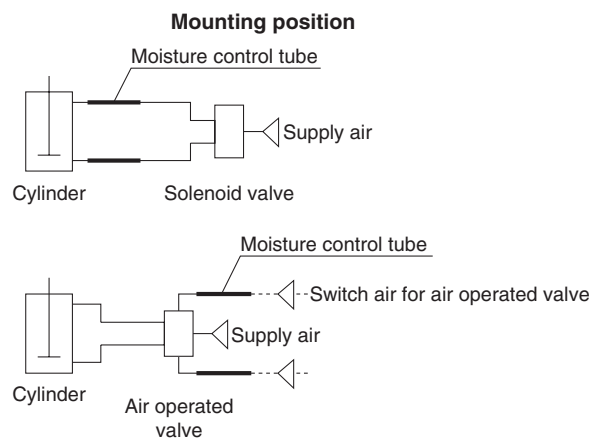 Mounting position
Moisture control tube
Supply air
Cylinder
Solenoid valve
Moisture control tube
Switch air for air operated valve
Supply air
Cylinder
Air operated
valve